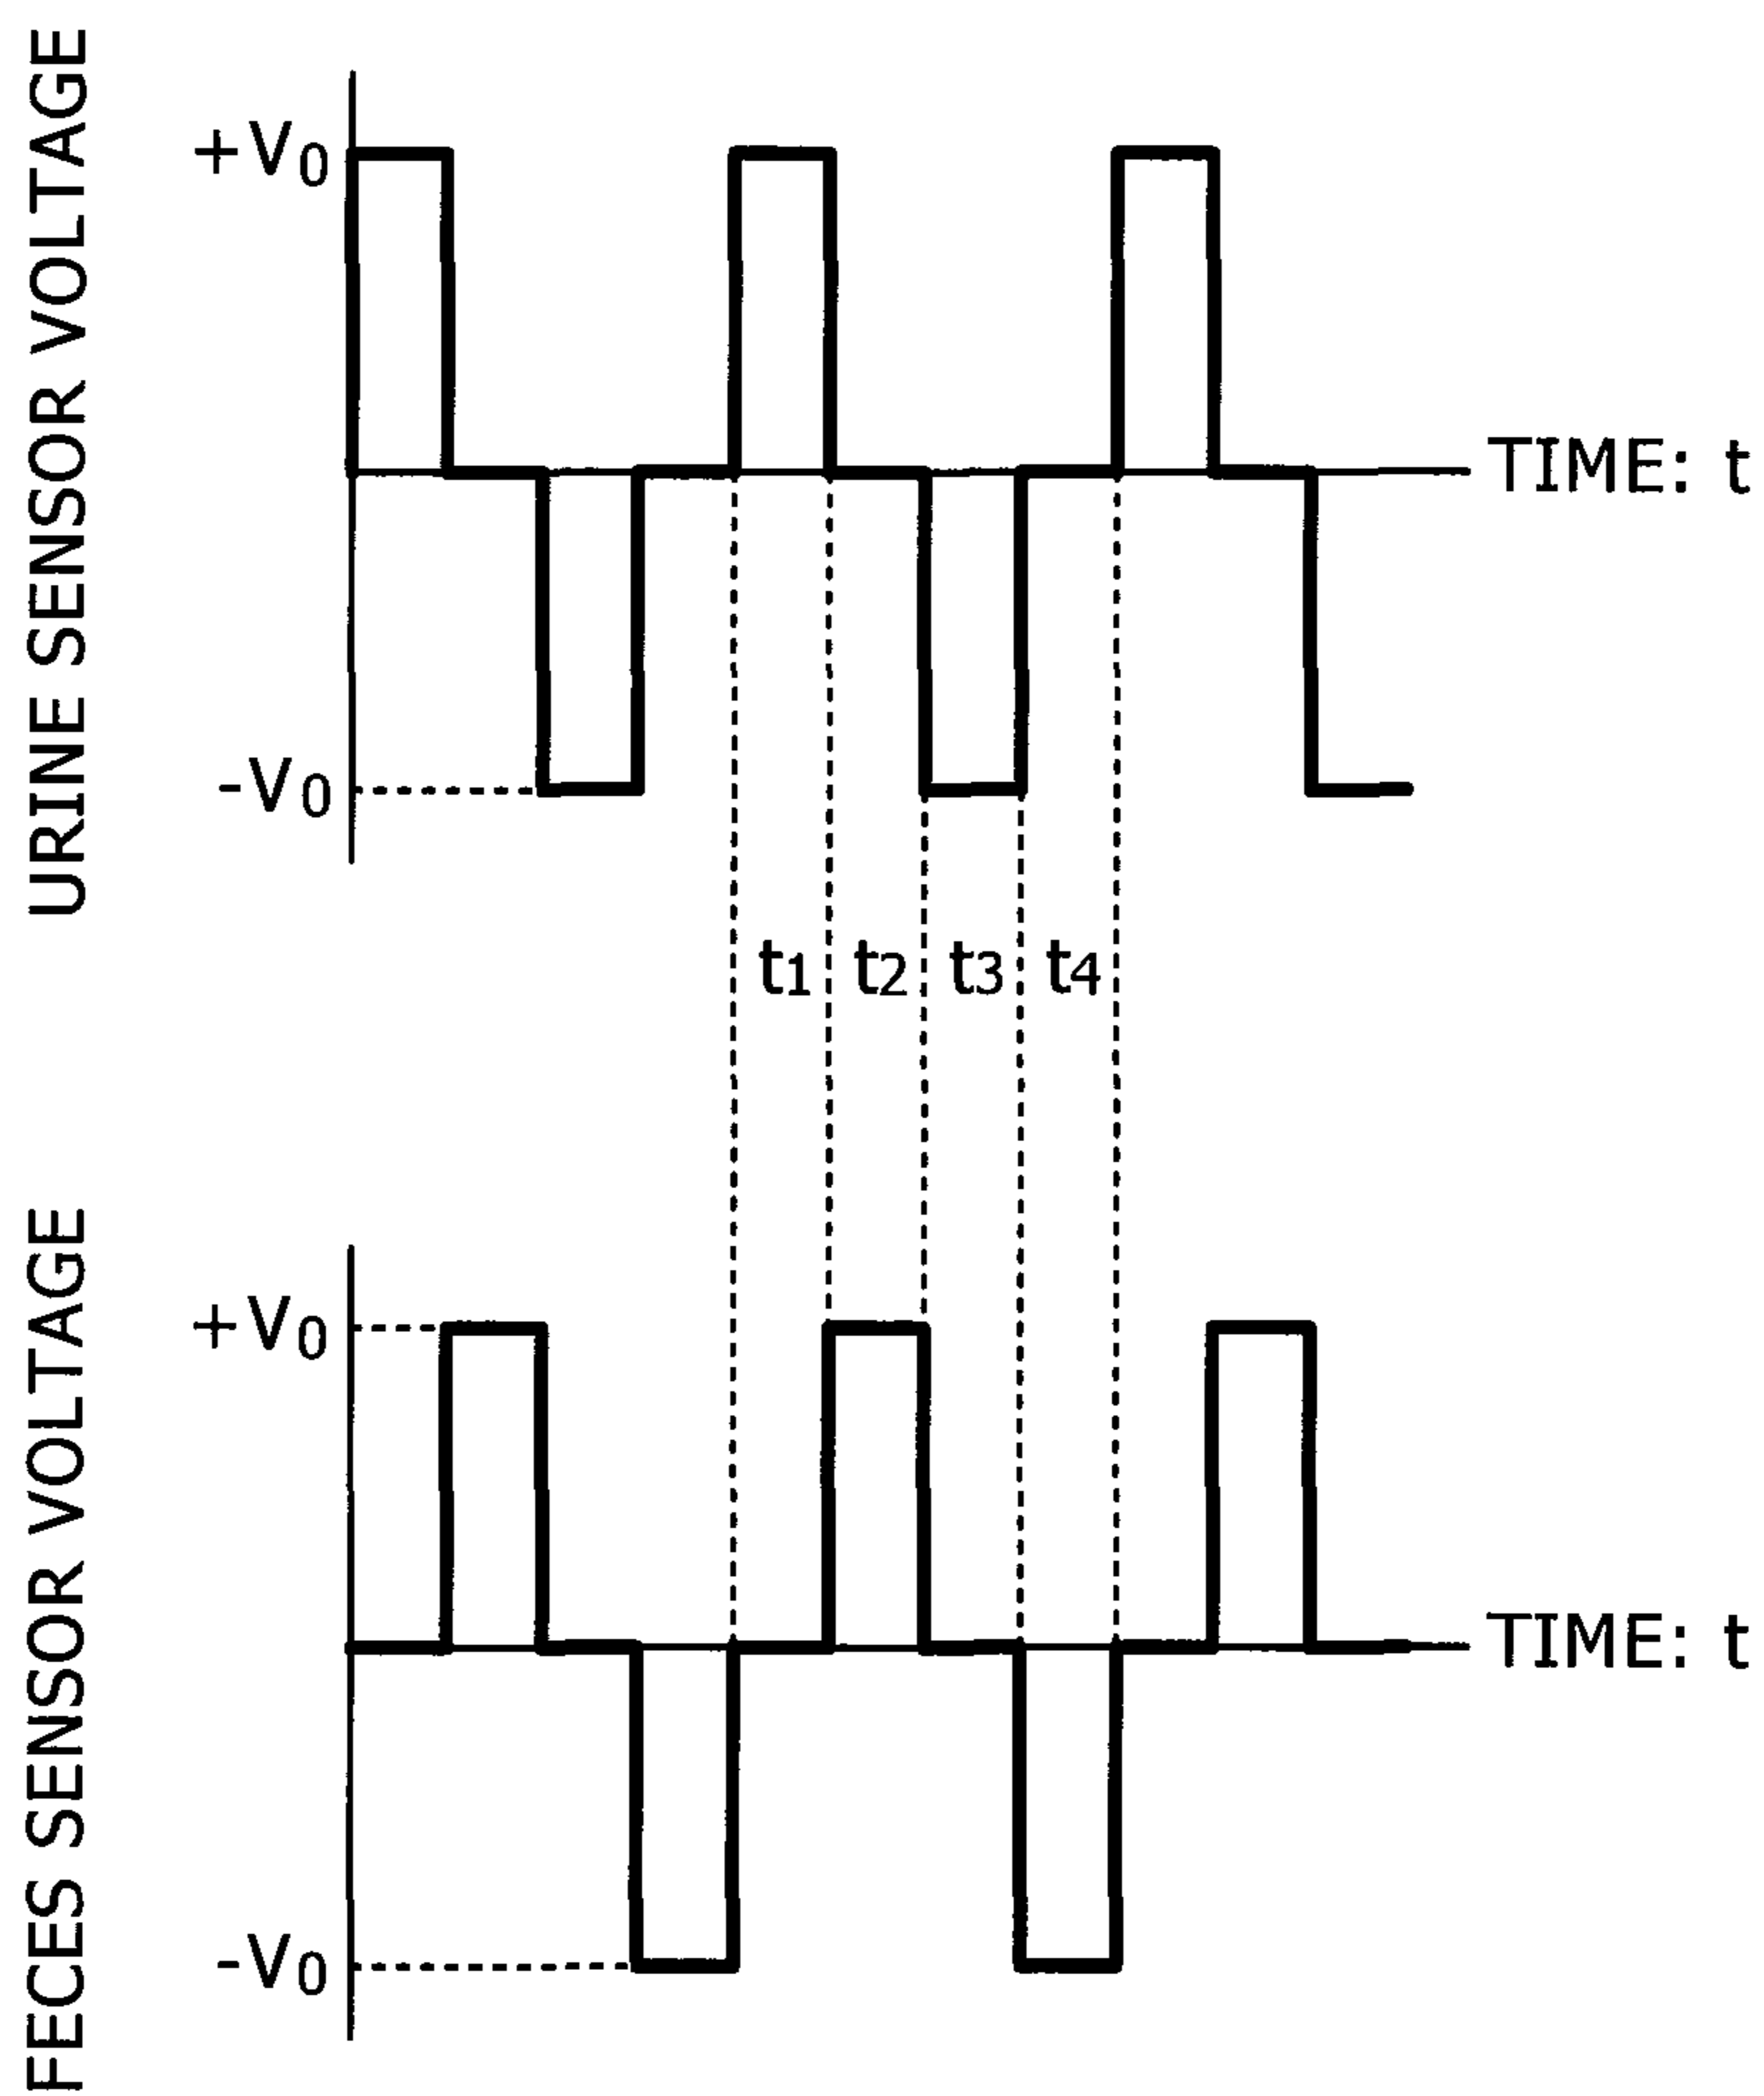 URINE SENSOR VOLTAGE
+V0
TIME: t
-V0
t1 t2 t3 t4
FECES SENSOR VOLTAGE
+V0
TIME: t
-V0